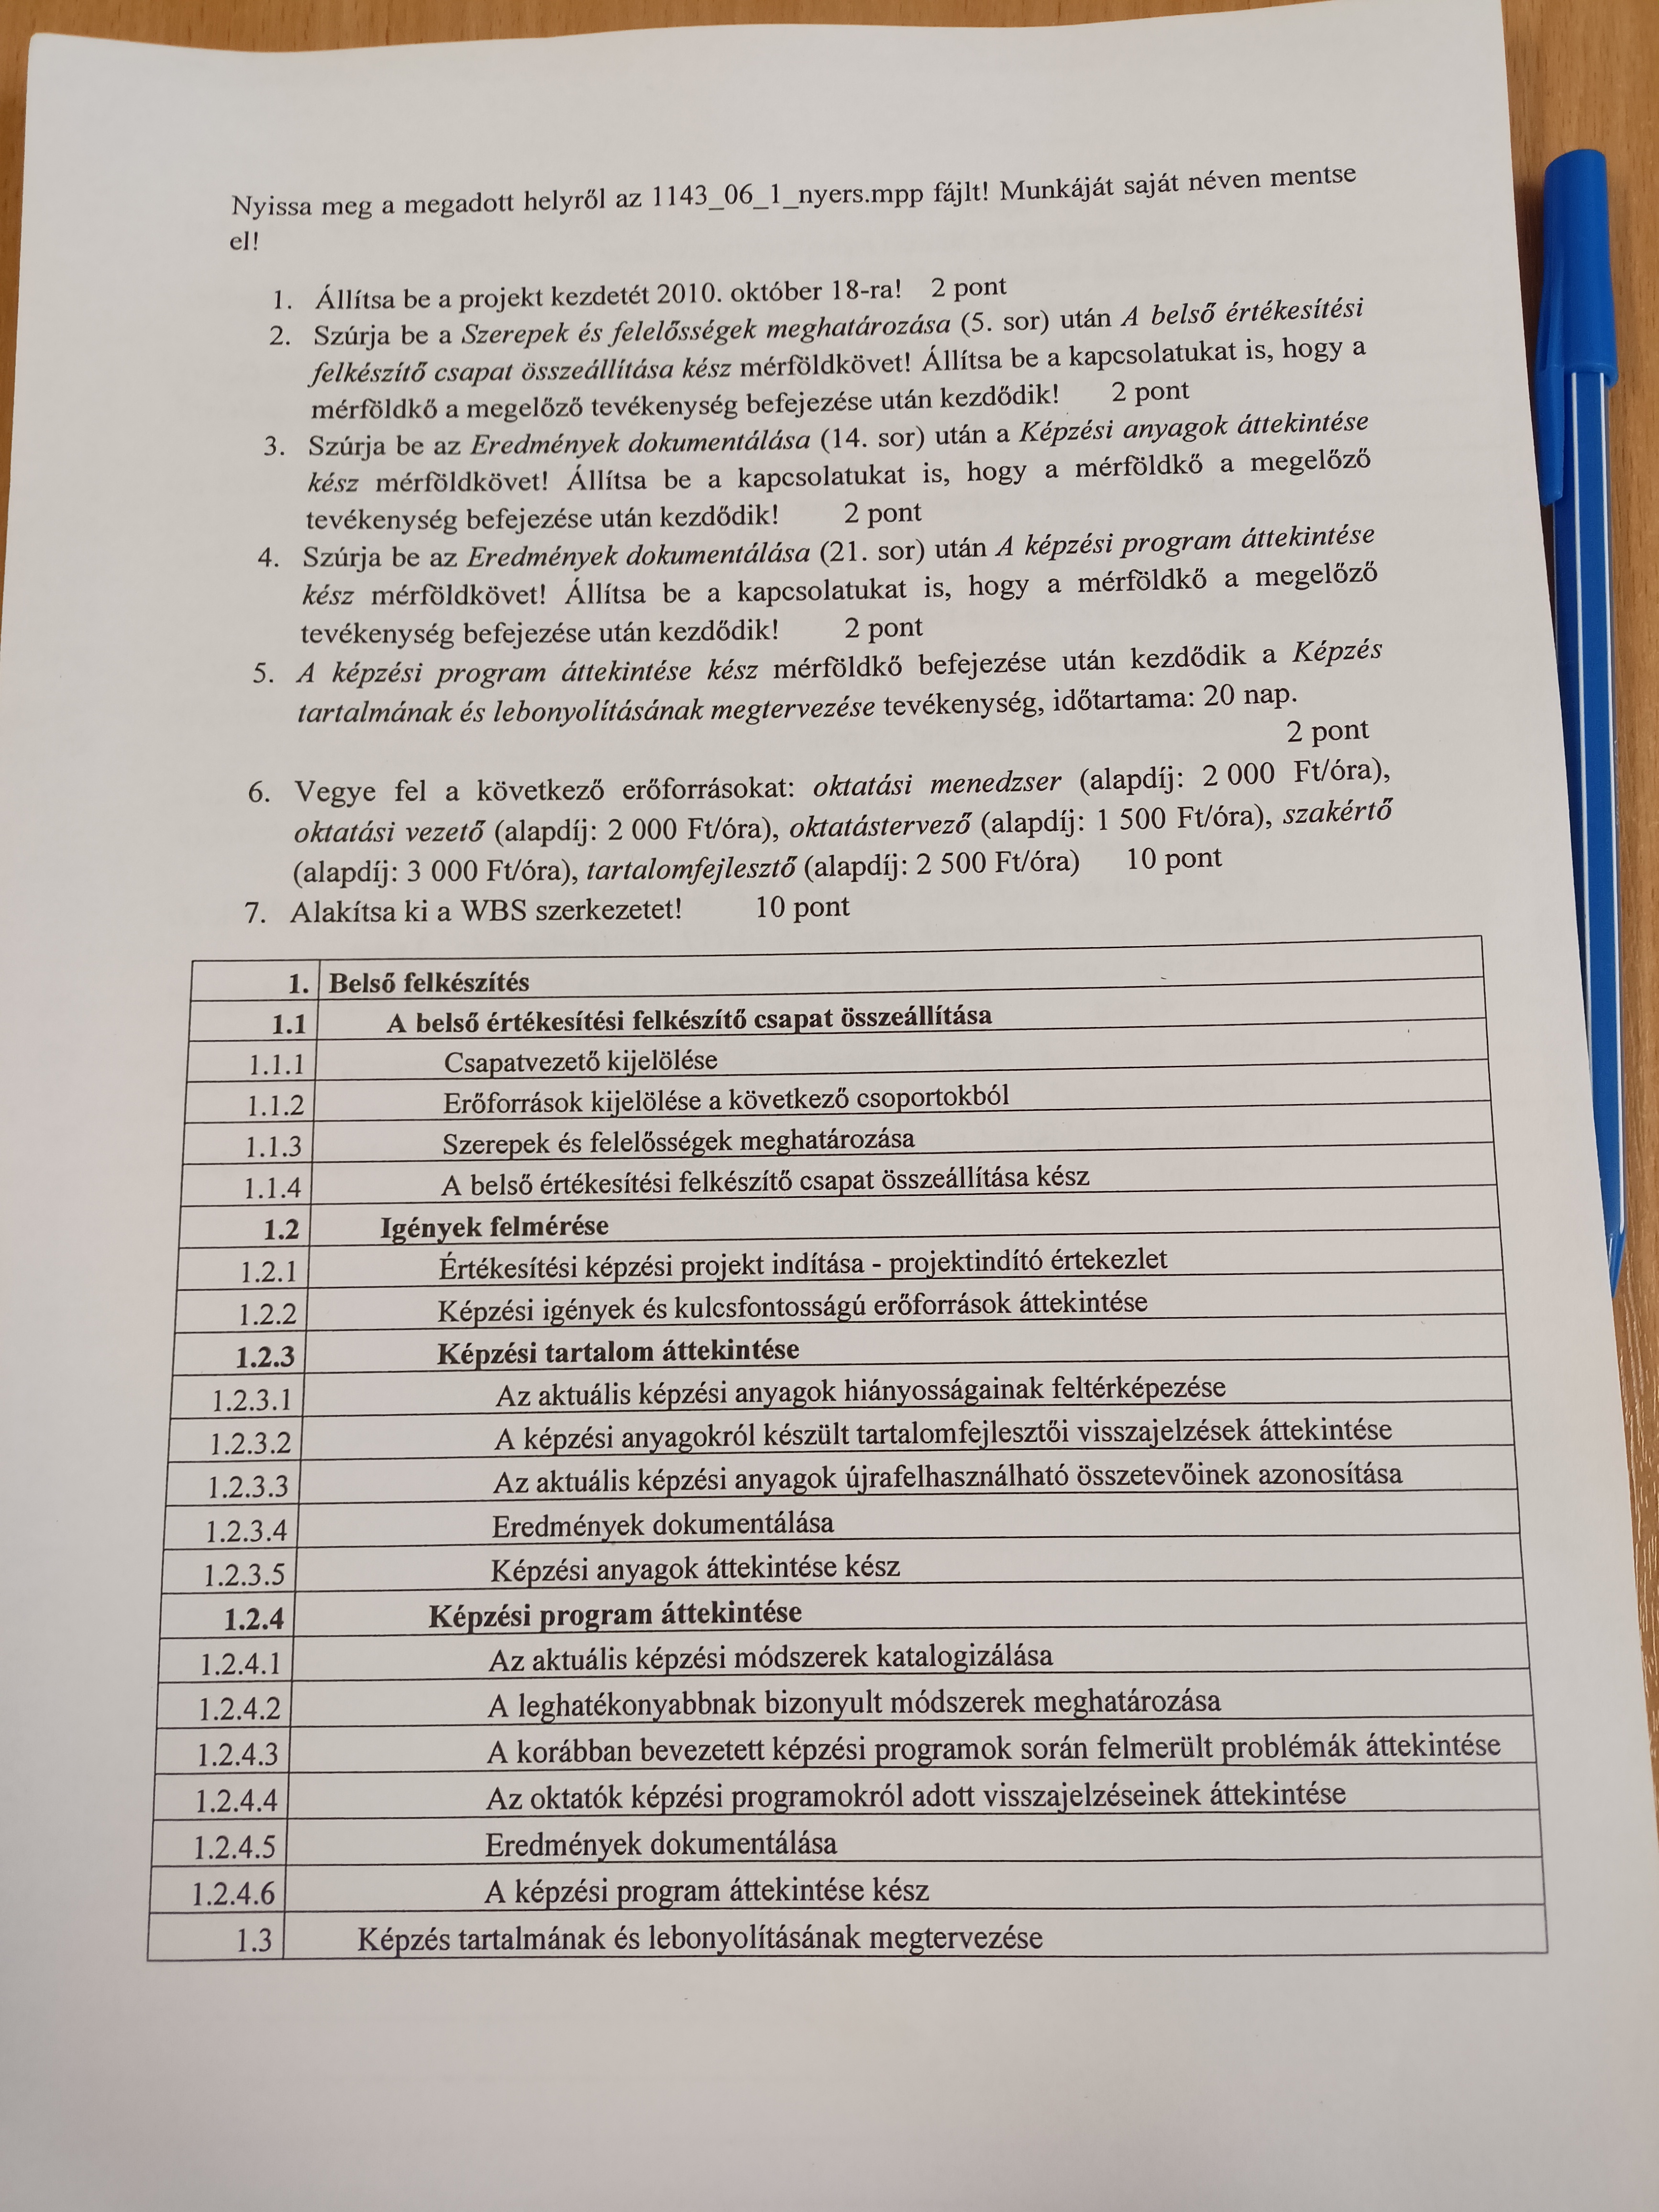 Nyissa meg a megadott helyről az 1143_06_1_nyers.mpp fájlt! Munkáját saját néven mentse
el!
1. Állítsa be a projekt kezdetét 2010. október 18-ra! 2 pont
2. Szúrja be a Szerepek és felelősségek meghatározása (5. sor) után A belső értékesítési
felkészítő csapat összeállítása kész mérföldkövet! Állítsa be a kapcsolatukat is, hogy a
mérföldkő a megelőző tevékenység befejezése után kezdődik! 2 pont
3. Szúrja be az Eredmények dokumentálása (14. sor) után a Képzési anyagok áttekintése
kész mérföldkövet! Állítsa be a kapcsolatukat is, hogy a mérföldkő a megelőző
tevékenység befejezése után kezdődik! 2 pont
4. Szúrja be az Eredmények dokumentálása (21. sor) után A képzési program áttekintése
kész mérföldkövet! Állítsa be a kapcsolatukat is, hogy a mérföldkő a megelőző
tevékenység befejezése után kezdődik! 2 pont
5. A képzési program áttekintése kész mérföldkő befejezése után kezdődik a Képzés
tartalmának és lebonyolításának megtervezése tevékenység, időtartama: 20 nap.
2 pont
6. Vegye fel a következő erőforrásokat: oktatási menedzser (alapdíj: 2 000 Ft/óra),
oktatási vezető (alapdíj: 2 000 Ft/óra), oktatástervező (alapdíj: 1 500 Ft/óra), szakértő
(alapdíj: 3 000 Ft/óra), tartalomfejlesztő (alapdíj: 2 500 Ft/óra) 10 pont
7. Alakítsa ki a WBS szerkezetet! 10 pont
1. Belső felkészítés
1.1 A belső értékesítési felkészítő csapat összeállítása
1.1.1 Csapatvezető kijelölése
1.1.2 Erőforrások kijelölése a következő csoportokból
1.1.3 Szerepek és felelősségek meghatározása
1.1.4 A belső értékesítési felkészítő csapat összeállítása kész
1.2 Igények felmérése
1.2.1 Értékesítési képzési projekt indítása - projektindító értekezlet
1.2.2 Képzési igények és kulcsfontosságú erőforrások áttekintése
1.2.3 Képzési tartalom áttekintése
1.2.3.1 Az aktuális képzési anyagok hiányosságainak feltérképezése
1.2.3.2 A képzési anyagokról készült tartalomfejlesztői visszajelzések áttekintése
1.2.3.3 Az aktuális képzési anyagok újrafelhasználható összetevőinek azonosítása
1.2.3.4 Eredmények dokumentálása
1.2.3.5 Képzési anyagok áttekintése kész
1.2.4 Képzési program áttekintése
1.2.4.1 Az aktuális képzési módszerek katalogizálása
1.2.4.2 A leghatékonyabbnak bizonyult módszerek meghatározása
1.2.4.3 A korábban bevezetett képzési programok során felmerült problémák áttekintése
1.2.4.4 Az oktatók képzési programokról adott visszajelzéseinek áttekintése
1.2.4.5 Eredmények dokumentálása
1.2.4.6 A képzési program áttekintése kész
1.3 Képzés tartalmának és lebonyolításának megtervezése